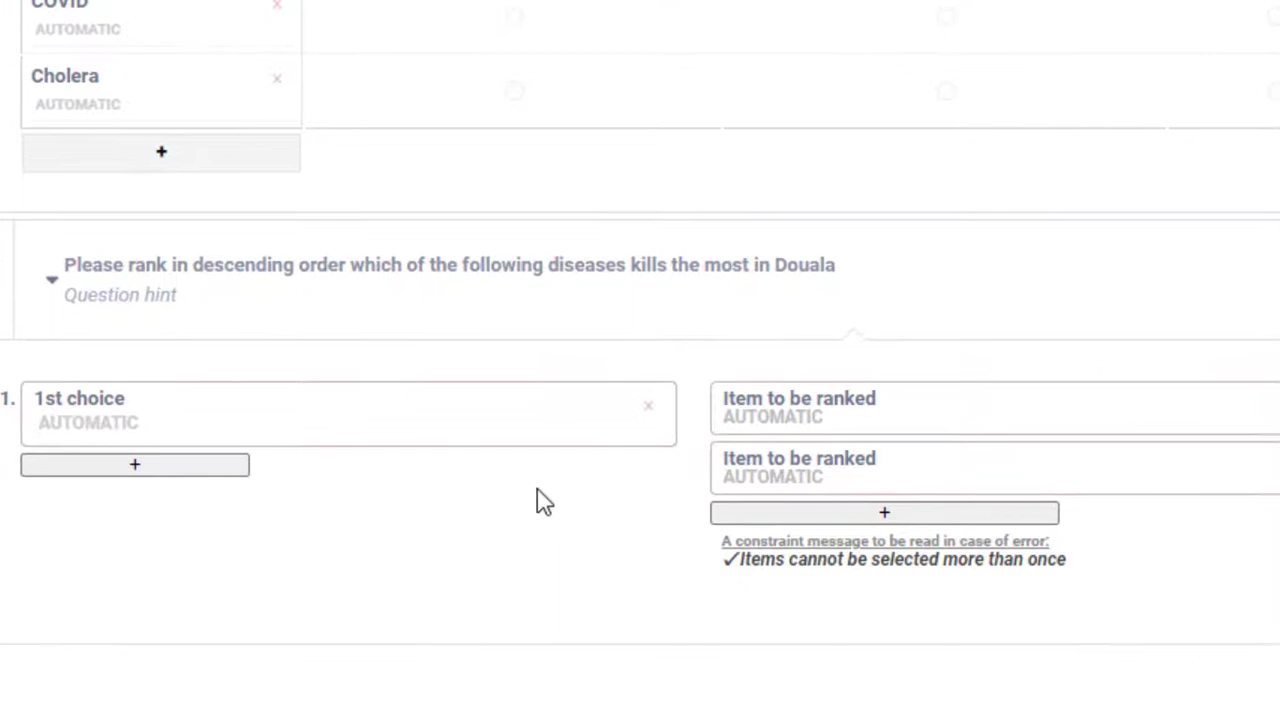 COVID
×
AUTOMATIC
Cholera
×
AUTOMATIC
+
Please rank in descending order which of the following diseases kills the most in Douala
Question hint
1. 1st choice
×
AUTOMATIC
+
Item to be ranked
AUTOMATIC
Item to be ranked
AUTOMATIC
+
A constraint message to be read in case of error:
✓Items cannot be selected more than once